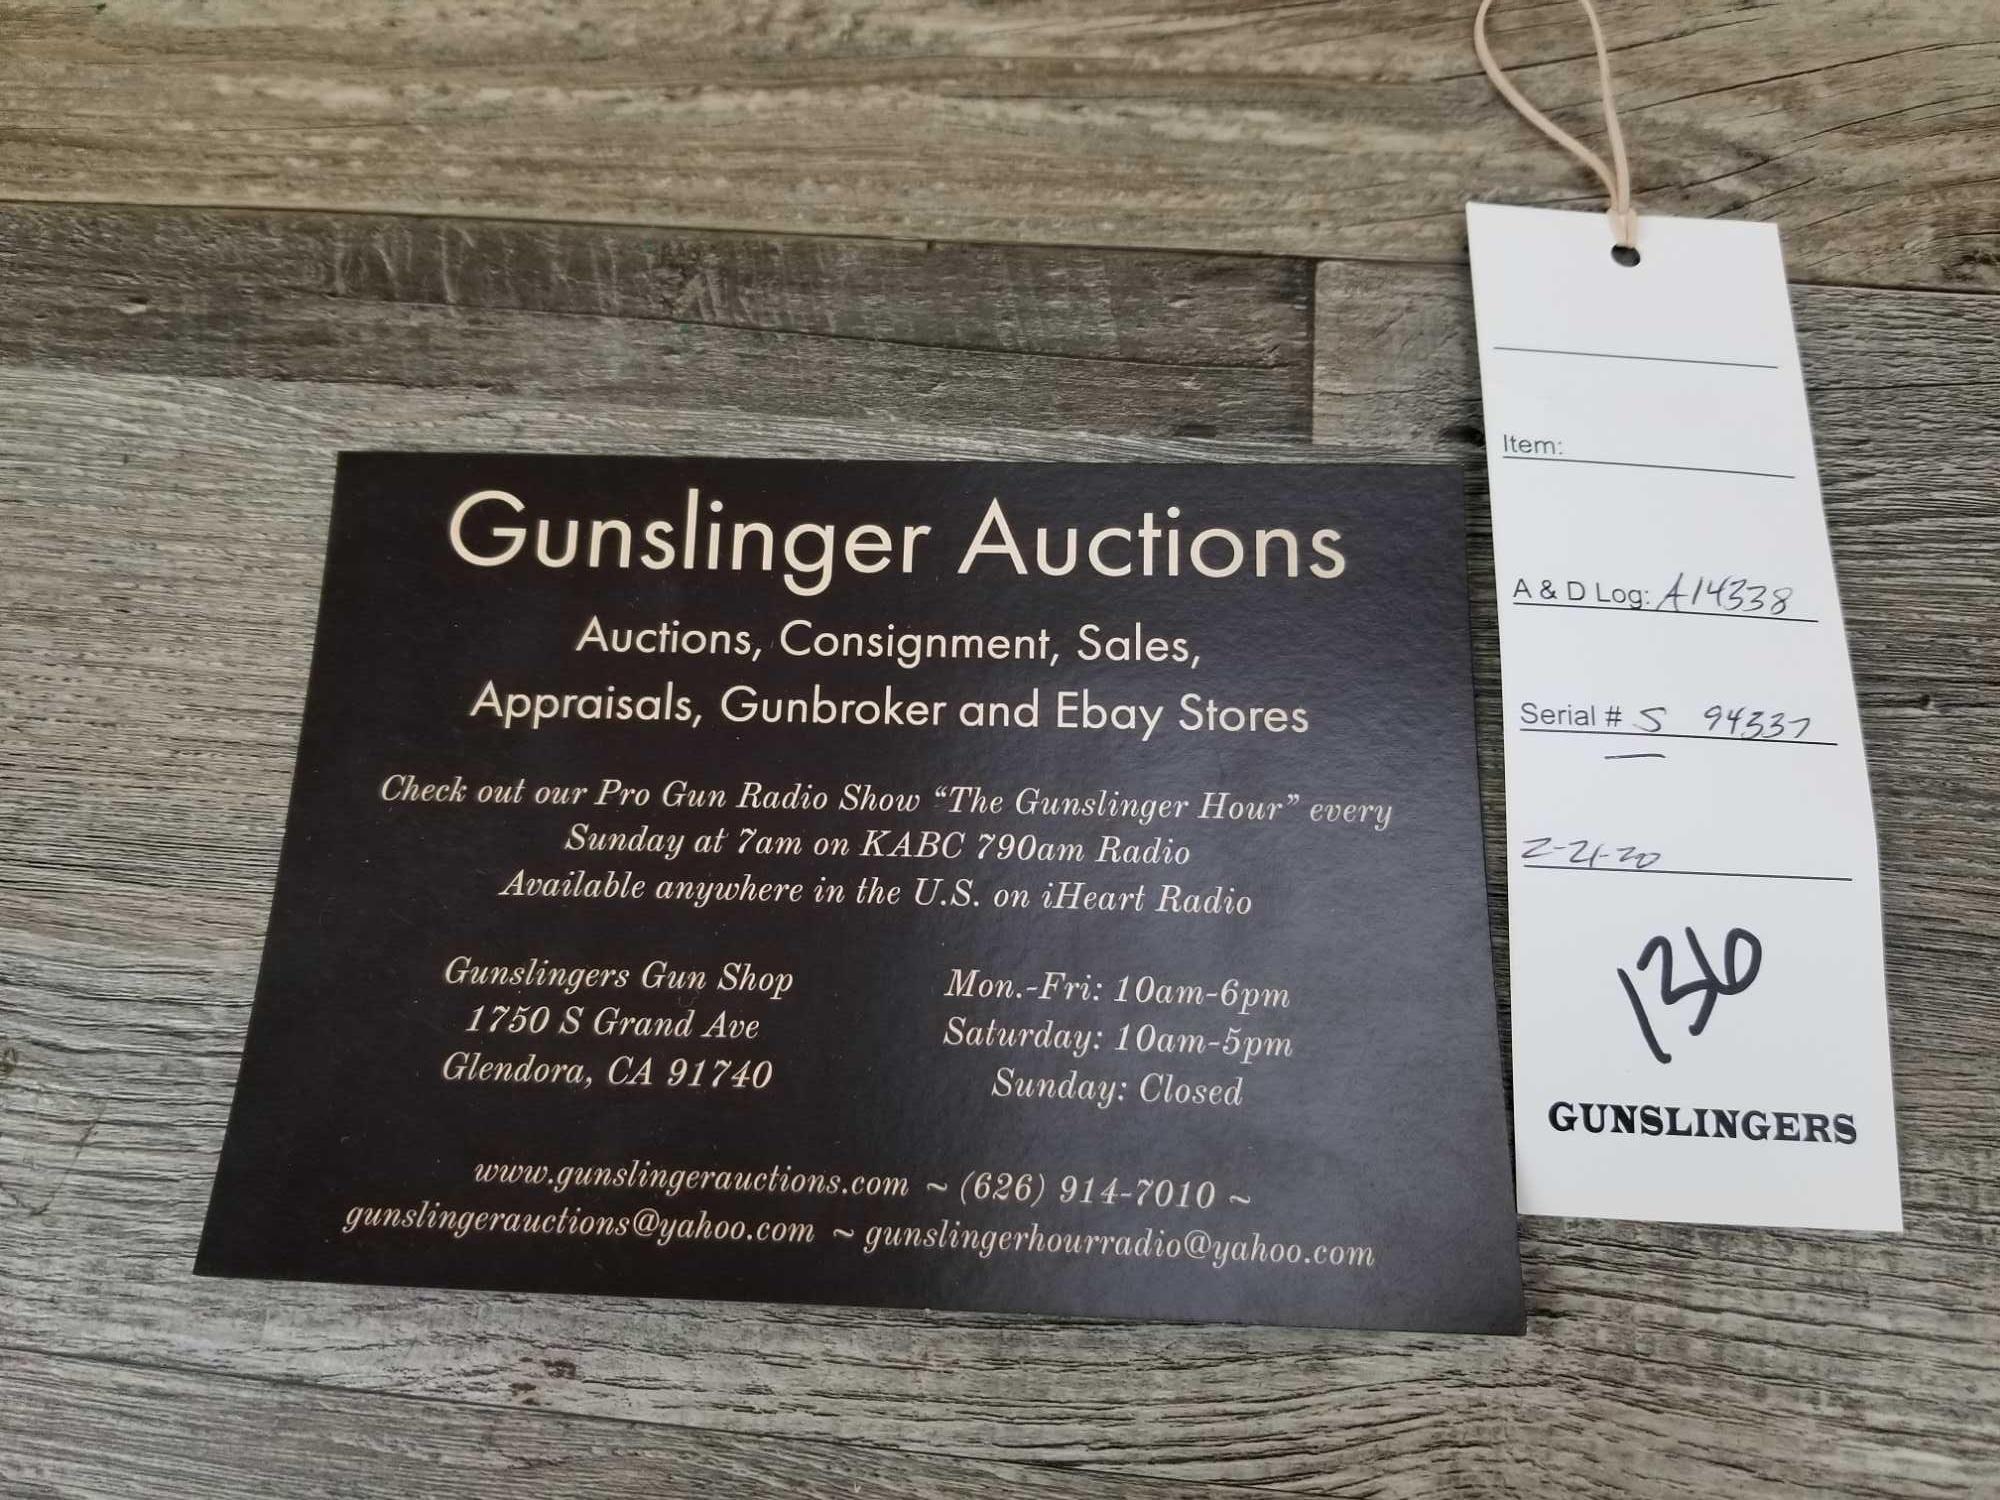 Gunslinger Auctions
Auctions, Consignment, Sales,
Appraisals, Gunbroker and Ebay Stores
Check out our Pro Gun Radio Show “The Gunslinger Hour” every
Sunday at 7am on KABC 790am Radio
Available anywhere in the U.S. on iHeart Radio
Gunslingers Gun Shop
1750 S Grand Ave
Glendora, CA 91740
Mon.-Fri: 10am-6pm
Saturday: 10am-5pm
Sunday: Closed
www.gunslingerauctions.com ~ (626) 914-7010 ~
gunslingerauctions@yahoo.com ~ gunslingerhourradio@yahoo.com
Item:
A & D Log: A14338
Serial # S 94337
2-21-20
136
GUNSLINGERS